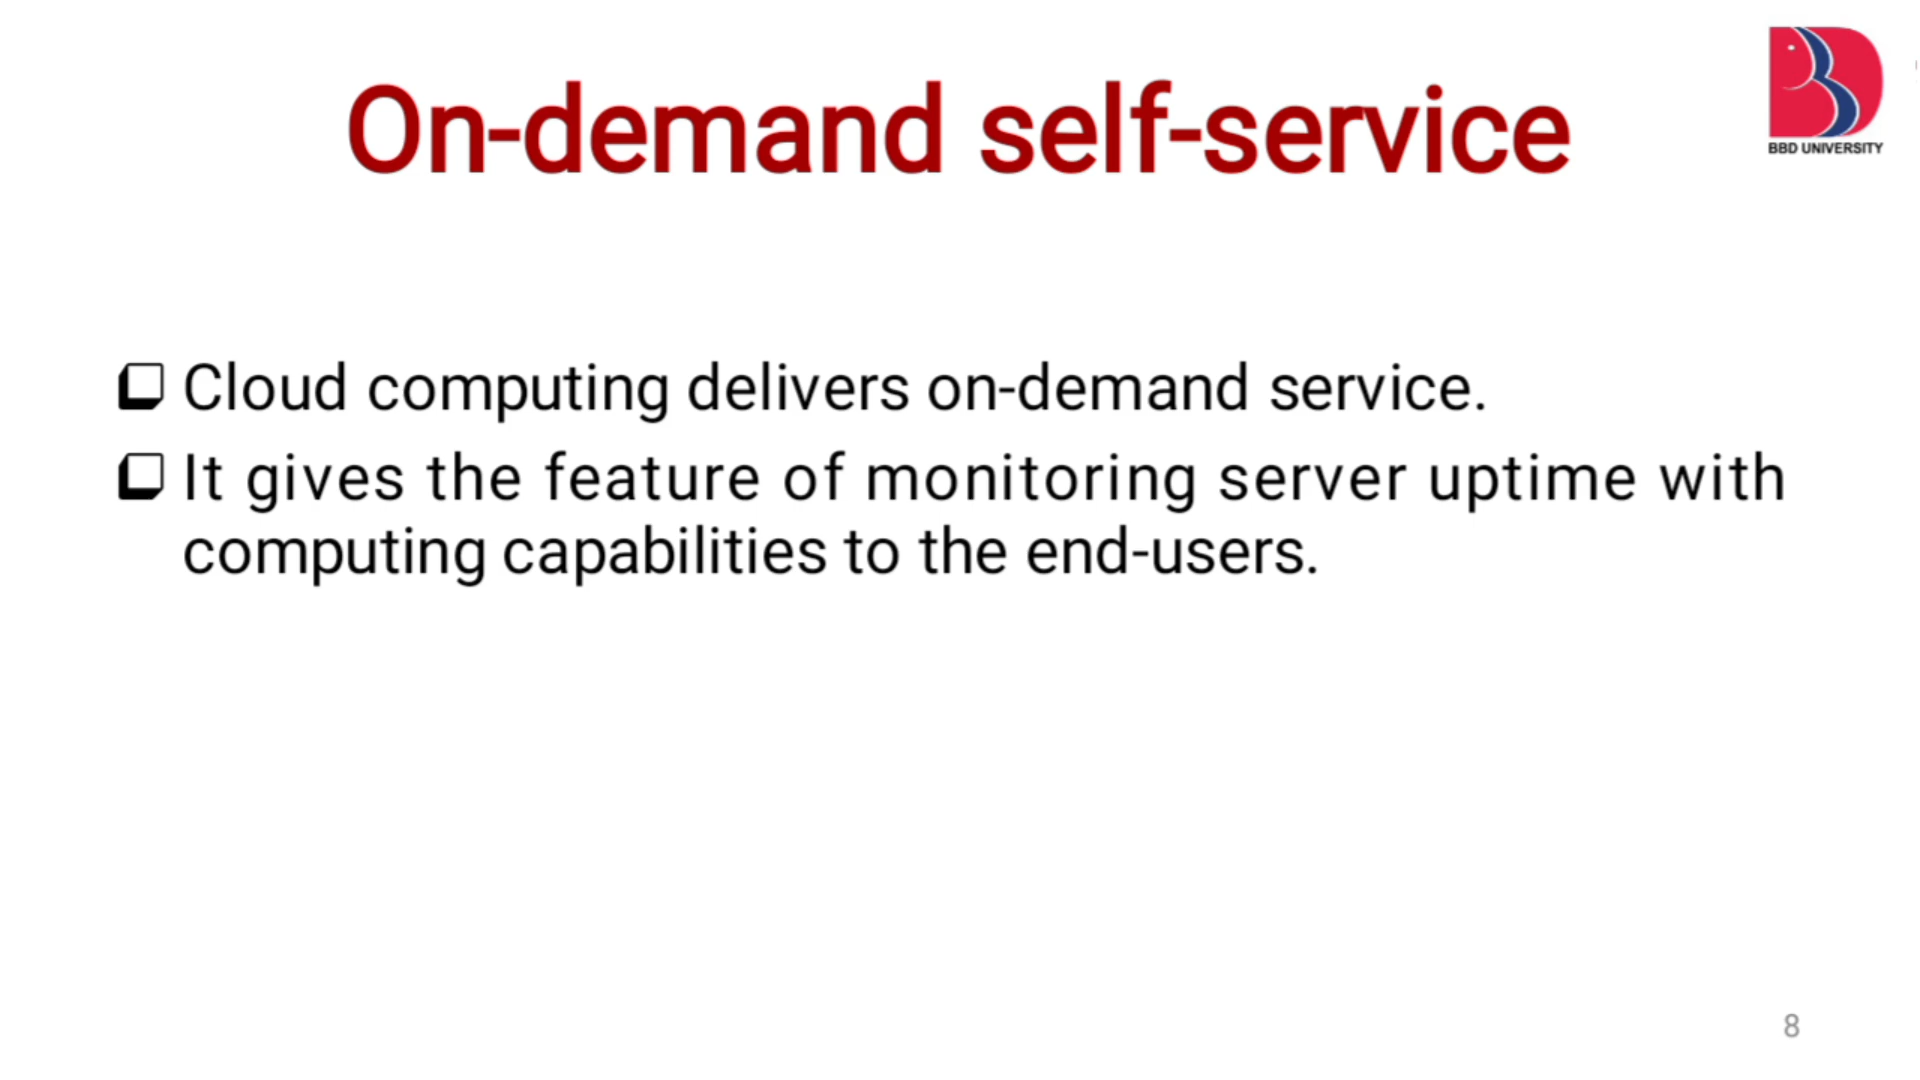 On-demand self-service
BBD UNIVERSITY
❑ Cloud computing delivers on-demand service.
❑ It gives the feature of monitoring server uptime with
computing capabilities to the end-users.
8